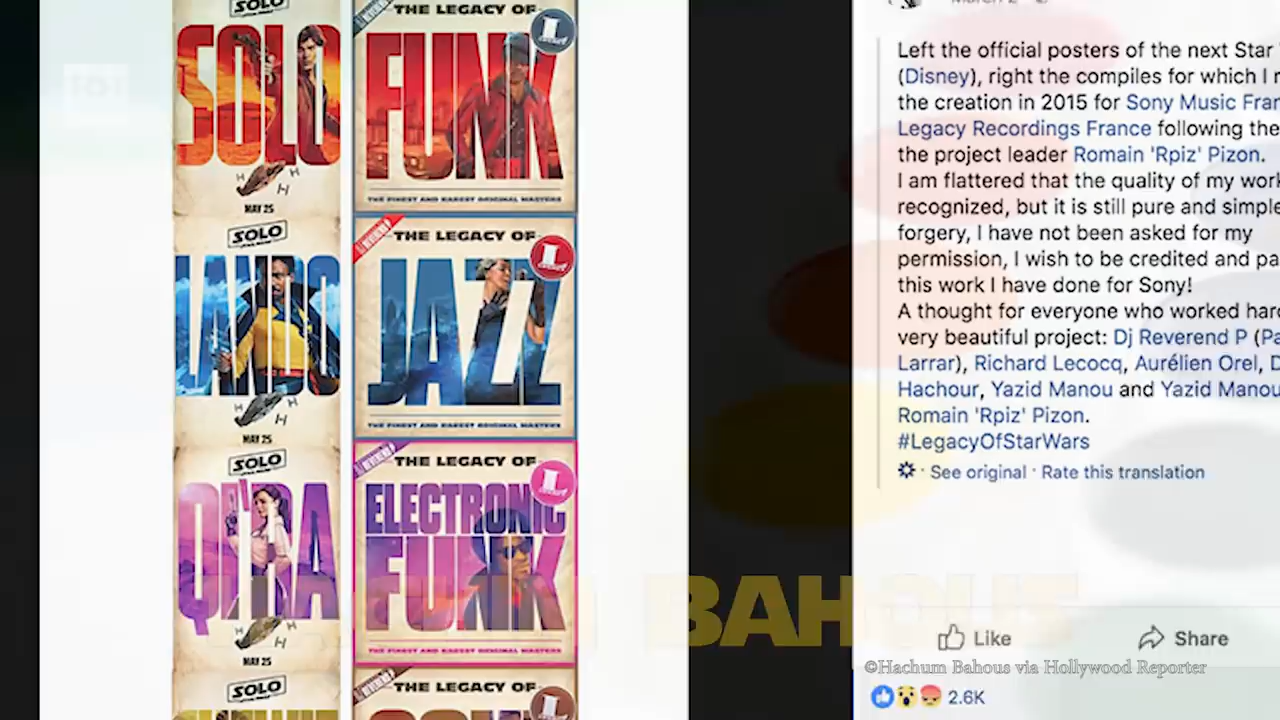 SOLO
SOLO
MAY 25
SOLO
LANDO
MAY 25
SOLO
QI'RA
MAY 25
SOLO
THE LEGACY OF
FUNK
THE FINEST AND RAREST ORIGINAL MASTERS
THE LEGACY OF
JAZZ
THE FINEST AND RAREST ORIGINAL MASTERS
THE LEGACY OF
ELECTRONIC
FUNK
THE FINEST AND RAREST ORIGINAL MASTERS
THE LEGACY OF
BAHOUS
Left the official posters of the next Star
(Disney), right the compiles for which I
the creation in 2015 for Sony Music
Legacy Recordings France following the
the project leader Romain 'Rpiz' Pizon.
I am flattered that the quality of my
recognized, but it is still pure and simple
forgery, I have not been asked for my
permission, I wish to be credited and
this work I have done for Sony!
A thought for everyone who worked
very beautiful project: Dj Reverend P
Larrar), Richard Lecocq, Aurélien Orel,
Hachour, Yazid Manou and Yazid
Romain 'Rpiz' Pizon.
#LegacyOfStarWars
See original · Rate this translation
Like
Share
©Hachum Bahous via Hollywood Reporter
2.6K